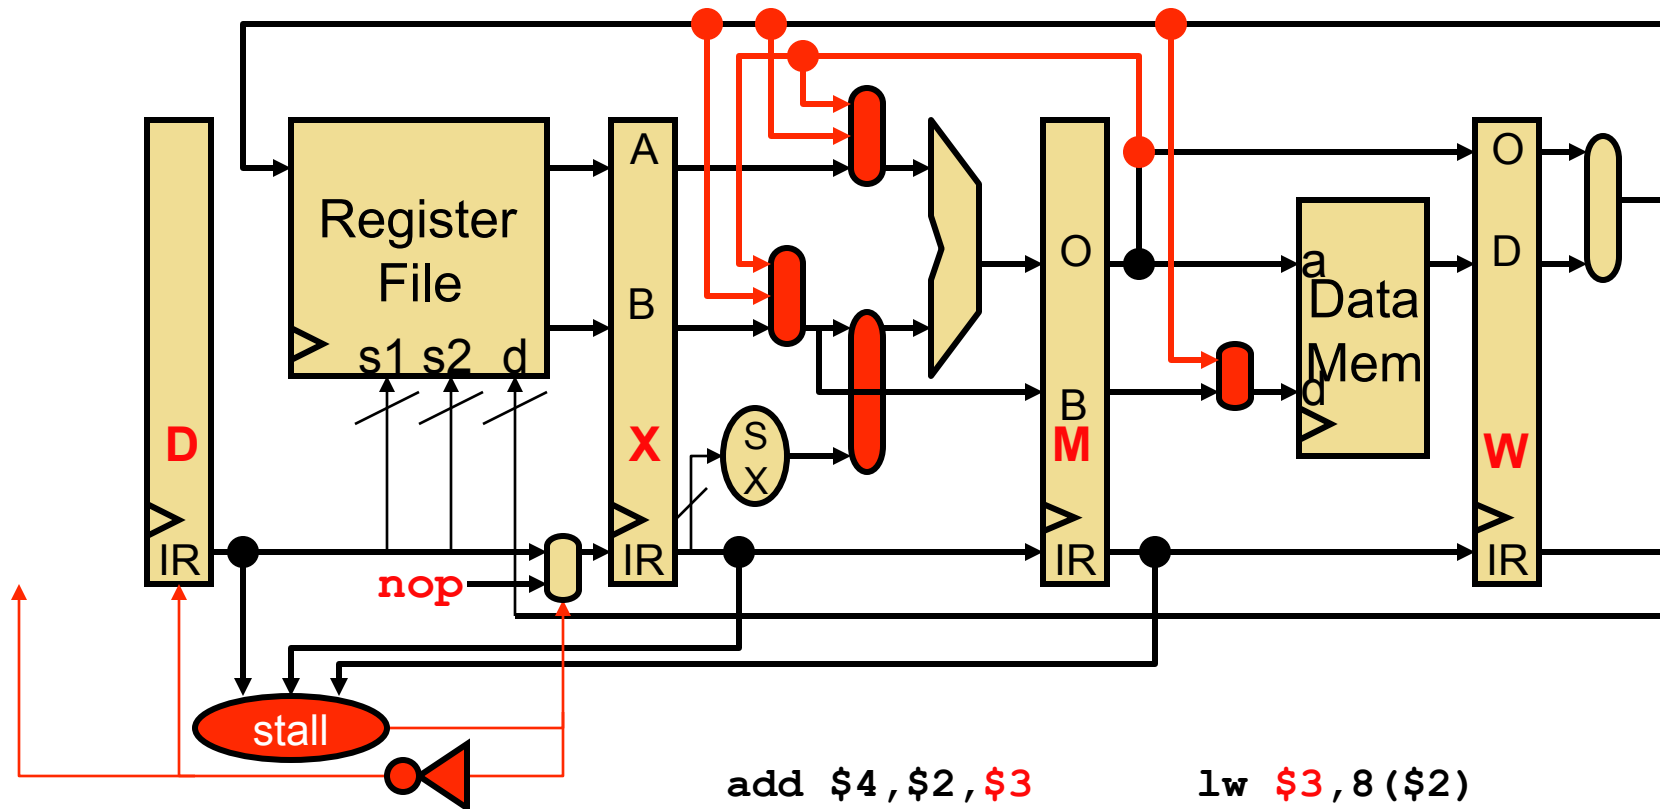 Register
File
s1 s2 d
D
IR
nop
A
B
X
IR
S
X
O
B
M
IR
a
Data
Mem
d
O
D
W
IR
stall
add $4,$2,$3
lw $3,8($2)